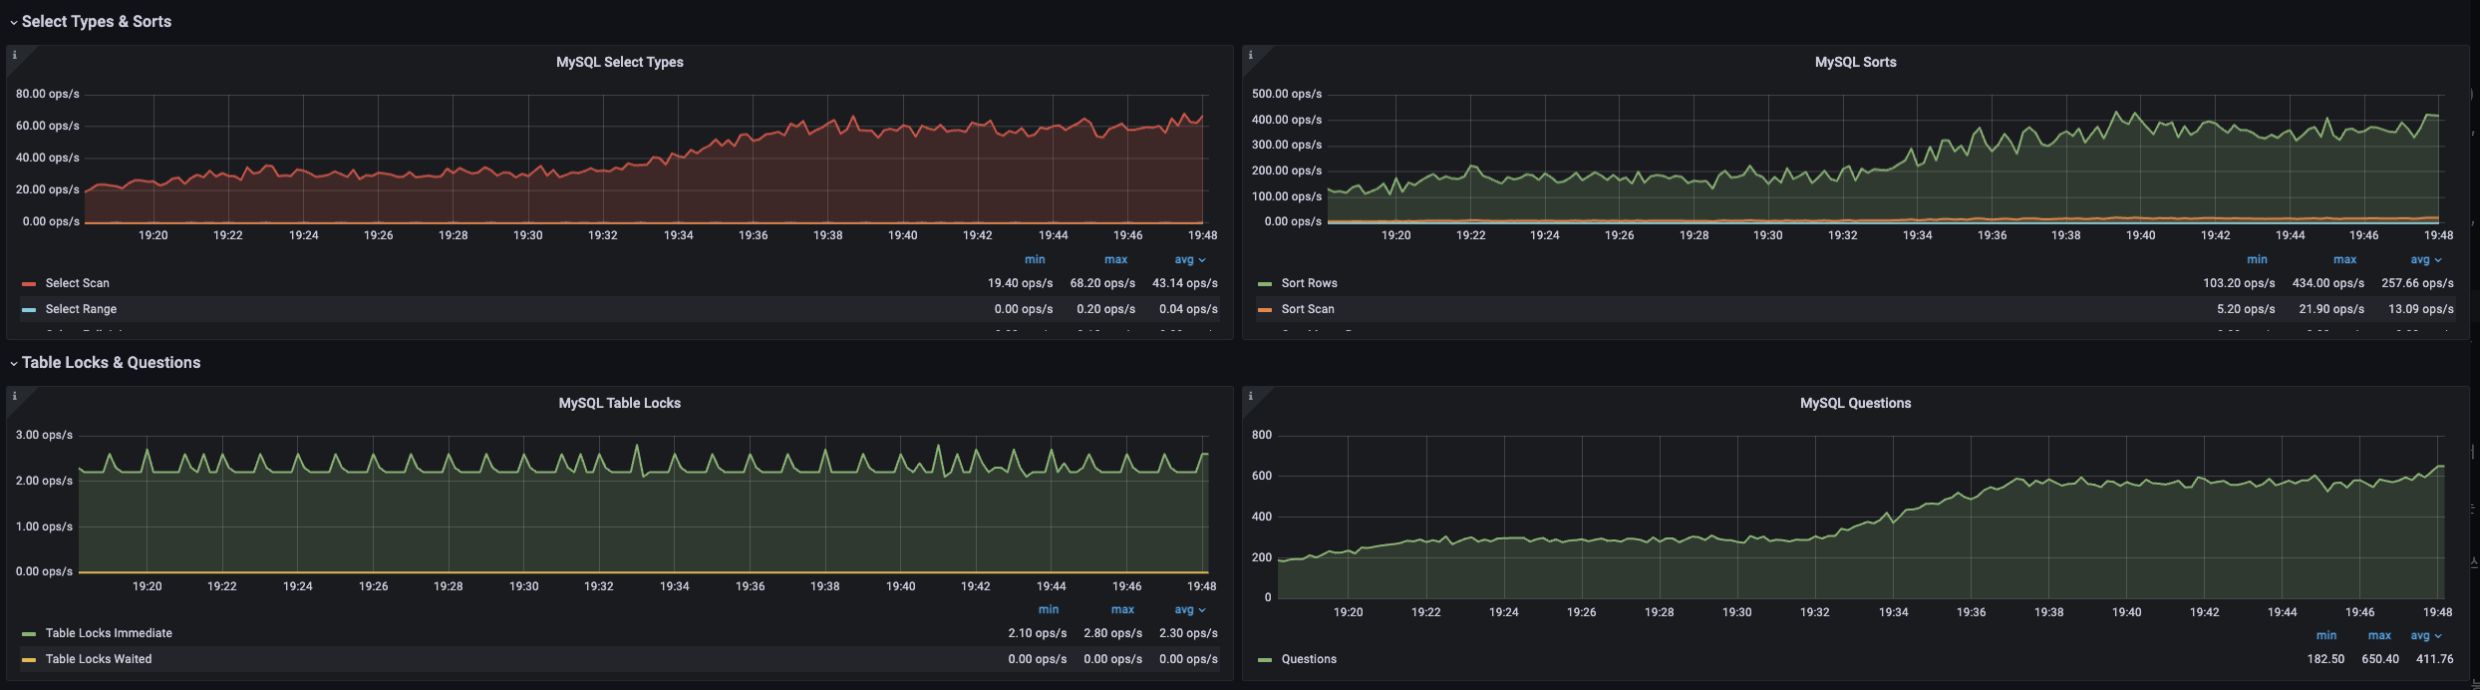 Select Types & Sorts
MySQL Select Types
80.00 ops/s
60.00 ops/s
40.00 ops/s
20.00 ops/s
0.00 ops/s
19:20 19:22 19:24 19:26 19:28 19:30 19:32 19:34 19:36 19:38 19:40 19:42 19:44 19:46 19:48
min max avg
Select Scan 19.40 ops/s 68.20 ops/s 43.14 ops/s
Select Range 0.00 ops/s 0.20 ops/s 0.04 ops/s
MySQL Sorts
500.00 ops/s
400.00 ops/s
300.00 ops/s
200.00 ops/s
100.00 ops/s
0.00 ops/s
19:20 19:22 19:24 19:26 19:28 19:30 19:32 19:34 19:36 19:38 19:40 19:42 19:44 19:46 19:48
min max avg
Sort Rows 103.20 ops/s 434.00 ops/s 257.66 ops/s
Sort Scan 5.20 ops/s 21.90 ops/s 13.09 ops/s
Table Locks & Questions
MySQL Table Locks
3.00 ops/s
2.00 ops/s
1.00 ops/s
0.00 ops/s
19:20 19:22 19:24 19:26 19:28 19:30 19:32 19:34 19:36 19:38 19:40 19:42 19:44 19:46 19:48
min max avg
Table Locks Immediate 2.10 ops/s 2.80 ops/s 2.30 ops/s
Table Locks Waited 0.00 ops/s 0.00 ops/s 0.00 ops/s
MySQL Questions
800
600
400
200
0
19:20 19:22 19:24 19:26 19:28 19:30 19:32 19:34 19:36 19:38 19:40 19:42 19:44 19:46 19:48
min max avg
Questions 182.50 650.40 411.76